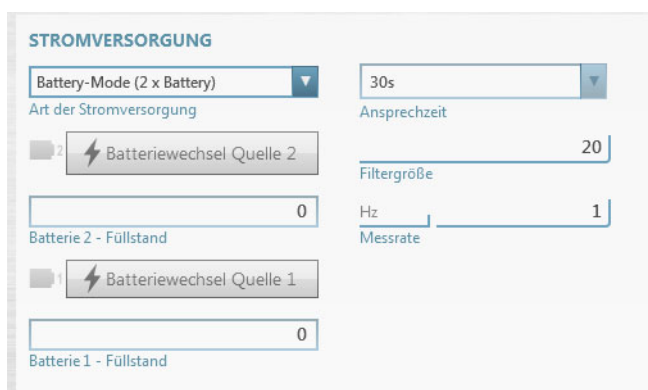 STROMVERSORGUNG
Battery-Mode (2 x Battery)
Art der Stromversorgung
2
Batteriewechsel Quelle 2
0
Batterie 2 - Füllstand
1
Batteriewechsel Quelle 1
0
Batterie 1 - Füllstand
30s
Ansprechzeit
20
Filtergröße
Hz 1
Messrate